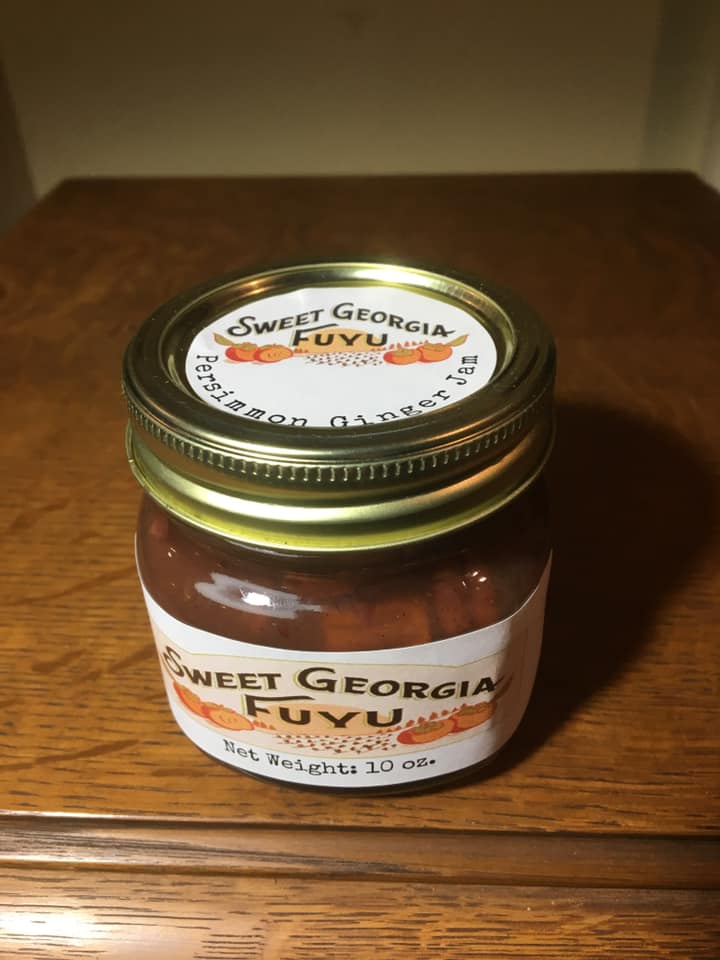 SWEET GEORGIA
FUYU
Persimmon Ginger Jam
SWEET GEORGIA
FUYU
Net Weight: 10 oz.